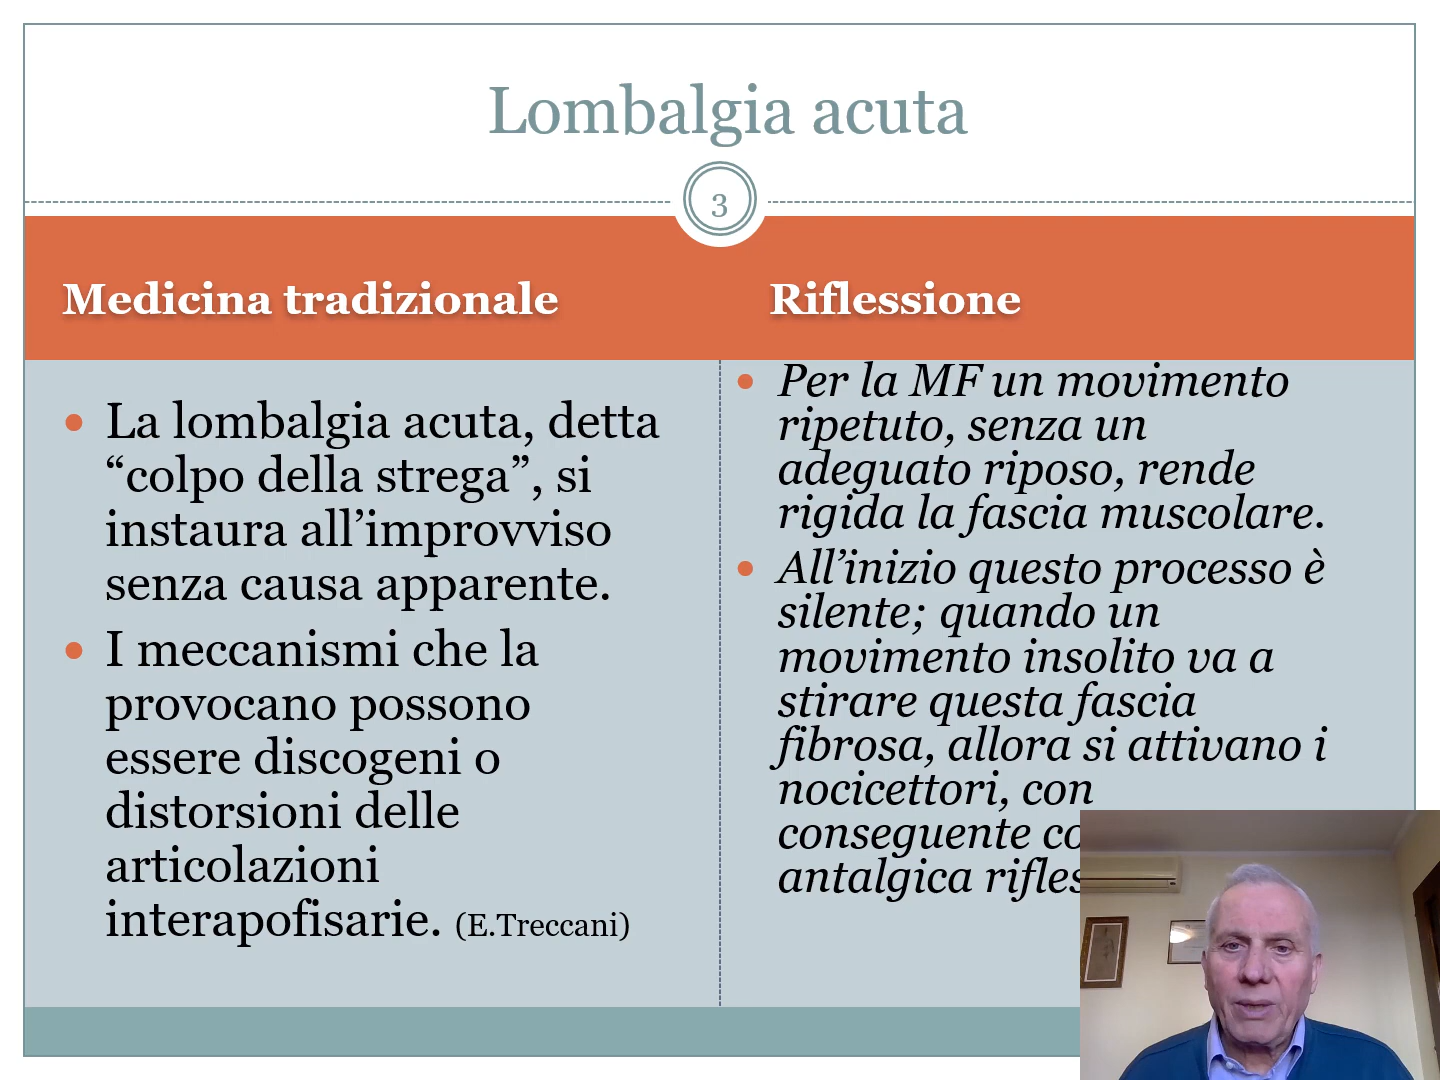 Lombalgia acuta
3
Medicina tradizionale
La lombalgia acuta, detta
“colpo della strega”, si
instaura all’improvviso
senza causa apparente.
I meccanismi che la
provocano possono
essere discogeni o
distorsioni delle
articolazioni
interapofisarie. (E.Treccani)
Riflessione
Per la MF un movimento
ripetuto, senza un
adeguato riposo, rende
rigida la fascia muscolare.
All’inizio questo processo è
silente; quando un
movimento insolito va a
stirare questa fascia
fibrosa, allora si attivano i
nocicettori, con
conseguente
antalgica